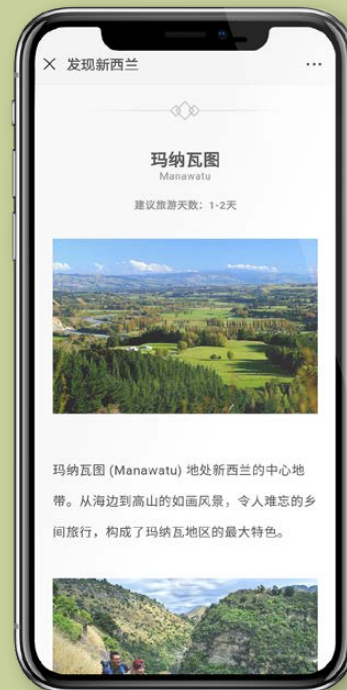 发现新西兰
玛纳瓦图
Manawatu
建议旅游天数：1-2天
玛纳瓦图 (Manawatu) 地处新西兰的中心地
带。从海边到高山的如画风景，令人难忘的乡
间旅行，构成了玛纳瓦地区的最大特色。